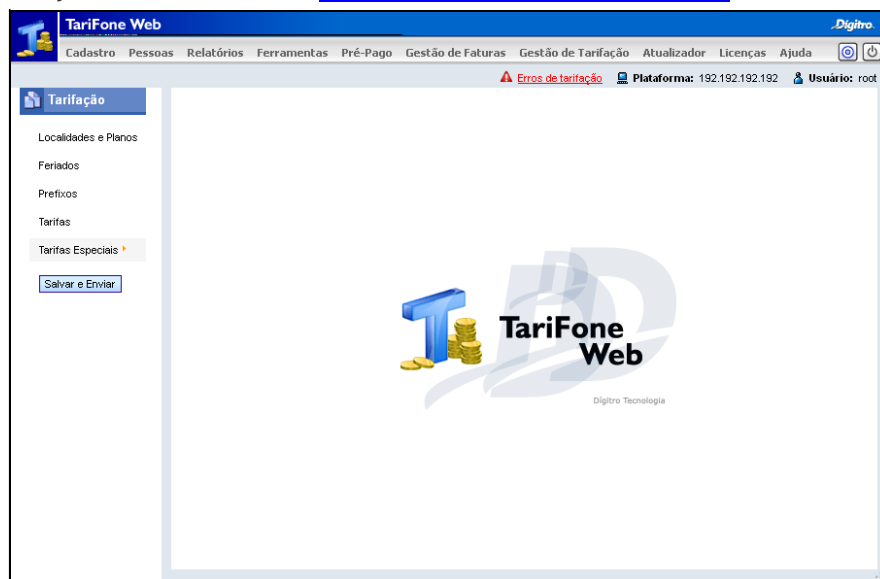 TariFone Web
Dígitro.
Cadastro Pessoas Relatórios Ferramentas Pré-Pago Gestão de Faturas Gestão de Tarifação Atualizador Licenças Ajuda
Erros de tarifação Plataforma: 192.192.192.192 Usuário: root
Tarifação
Localidades e Planos
Feriados
Prefixos
Tarifas
Tarifas Especiais
Salvar e Enviar
TariFone
Web
Dígitro Tecnologia